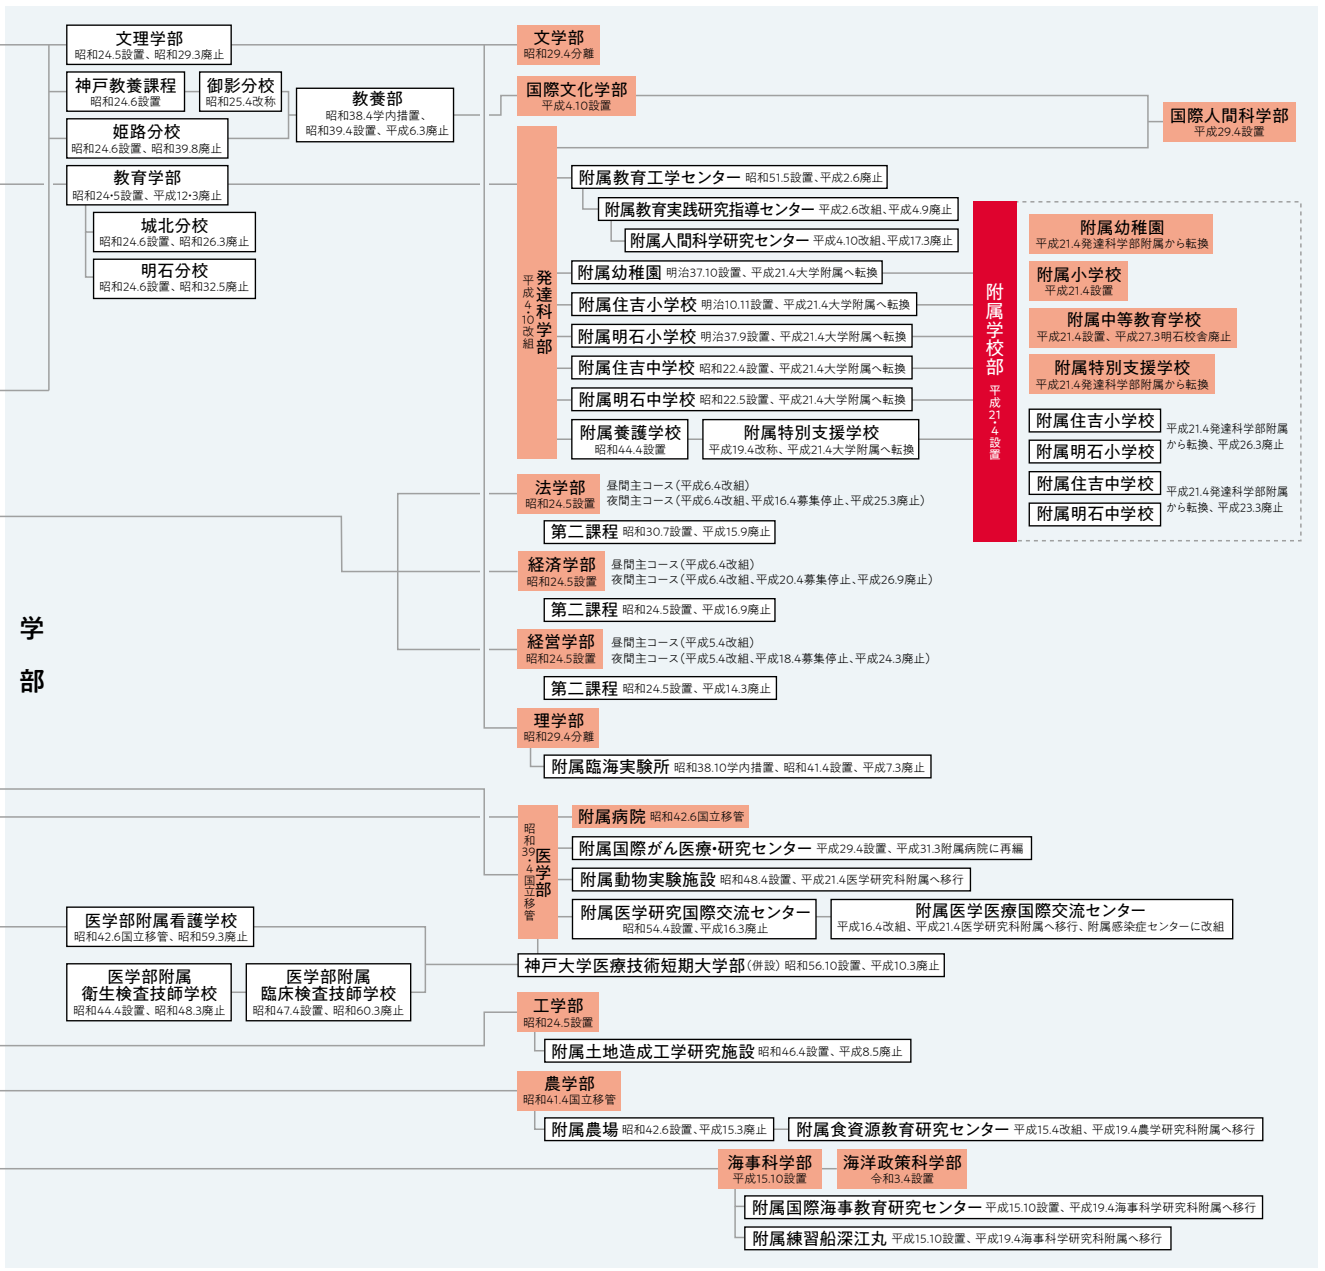 文理学部
昭和24.5設置、昭和29.3廃止
神戸教養課程
昭和24.6設置
御影分校
昭和25.4改称
姫路分校
昭和24.6設置、昭和39.8廃止
教養部
昭和38.4学内措置、
昭和39.4設置、平成6.3廃止
教育学部
昭和24・5設置、平成12・3廃止
城北分校
昭和24.6設置、昭和26.3廃止
明石分校
昭和24.6設置、昭和32.5廃止
文学部
昭和29.4分離
国際文化学部
平成4.10設置
国際人間科学部
平成29.4設置
発達科学部
平成4・10改組
附属教育工学センター 昭和51.5設置、平成2.6廃止
附属教育実践研究指導センター 平成2.6改組、平成4.9廃止
附属人間科学研究センター 平成4.10改組、平成17.3廃止
附属幼稚園 明治37.10設置、平成21.4大学附属へ転換
附属住吉小学校 明治10.11設置、平成21.4大学附属へ転換
附属明石小学校 明治37.9設置、平成21.4大学附属へ転換
附属住吉中学校 昭和22.4設置、平成21.4大学附属へ転換
附属明石中学校 昭和22.5設置、平成21.4大学附属へ転換
附属養護学校
昭和44.4設置
附属特別支援学校
平成19.4改称、平成21.4大学附属へ転換
附属学校部 平成21・4設置
附属幼稚園
平成21.4発達科学部附属から転換
附属小学校
平成21.4設置
附属中等教育学校
平成21.4設置、平成27.3明石校舎廃止
附属特別支援学校
平成21.4発達科学部附属から転換
附属住吉小学校
附属明石小学校
平成21.4発達科学部附属
から転換、平成26.3廃止
附属住吉中学校
附属明石中学校
平成21.4発達科学部附属
から転換、平成23.3廃止
法学部
昭和24.5設置
昼間主コース（平成6.4改組）
夜間主コース（平成6.4改組、平成16.4募集停止、平成25.3廃止）
第二課程 昭和30.7設置、平成15.9廃止
経済学部
昭和24.5設置
昼間主コース（平成6.4改組）
夜間主コース（平成6.4改組、平成20.4募集停止、平成26.9廃止）
第二課程 昭和24.5設置、平成16.9廃止
学部
経営学部
昭和24.5設置
昼間主コース（平成5.4改組）
夜間主コース（平成5.4改組、平成18.4募集停止、平成24.3廃止）
第二課程 昭和24.5設置、平成14.3廃止
理学部
昭和29.4分離
附属臨海実験所 昭和38.10学内措置、昭和41.4設置、平成7.3廃止
医学部
昭和39・4国立移管
附属病院 昭和42.6国立移管
附属国際がん医療・研究センター 平成29.4設置、平成31.3附属病院に再編
附属動物実験施設 昭和48.4設置、平成21.4医学研究科附属へ移行
附属医学研究国際交流センター
昭和54.4設置、平成16.3廃止
附属医学医療国際交流センター
平成16.4改組、平成21.4医学研究科附属へ移行、附属感染症センターに改組
医学部附属看護学校
昭和42.6国立移管、昭和59.3廃止
医学部附属
衛生検査技師学校
昭和44.4設置、昭和48.3廃止
医学部附属
臨床検査技師学校
昭和47.4設置、昭和60.3廃止
神戸大学医療技術短期大学部（併設） 昭和56.10設置、平成10.3廃止
工学部
昭和24.5設置
附属土地造成工学研究施設 昭和46.4設置、平成8.5廃止
農学部
昭和41.4国立移管
附属農場 昭和42.6設置、平成15.3廃止
附属食資源教育研究センター 平成15.4改組、平成19.4農学研究科附属へ移行
海事科学部
平成15.10設置
海洋政策科学部
令和3.4設置
附属国際海事教育研究センター 平成15.10設置、平成19.4海事科学研究科附属へ移行
附属練習船深江丸 平成15.10設置、平成19.4海事科学研究科附属へ移行